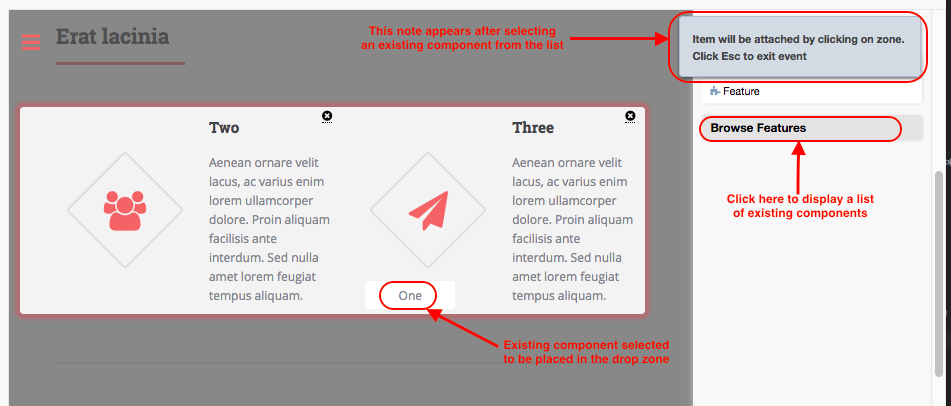 Erat lacinia
This note appears after selecting
an existing component from the list
Item will be attached by clicking on zone.
Click Esc to exit event
Feature
Browse Features
Click here to display a list
of existing components
Two
Aenean ornare velit
lacus, ac varius enim
lorem ullamcorper
dolore. Proin aliquam
facilisis ante
interdum. Sed nulla
amet lorem feugiat
tempus aliquam.
Three
Aenean ornare velit
lacus, ac varius enim
lorem ullamcorper
dolore. Proin aliquam
facilisis ante
interdum. Sed nulla
amet lorem feugiat
tempus aliquam.
One
Existing component selected
to be placed in the drop zone